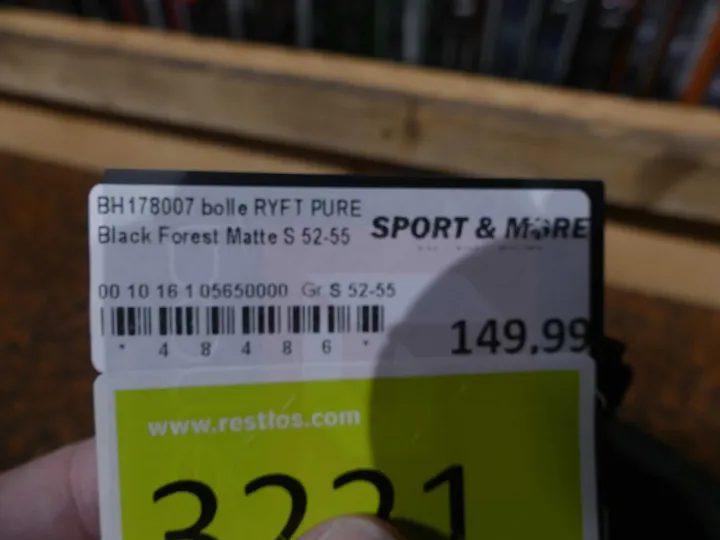 BH178007 bolle RYFT PURE
Black Forest Matte S 52-55
SPORT & MORE
00 10 16 1 05650000 Gr S 52-55
* 4 8 4 8 6 *
149.99
www.restlos.com
3221